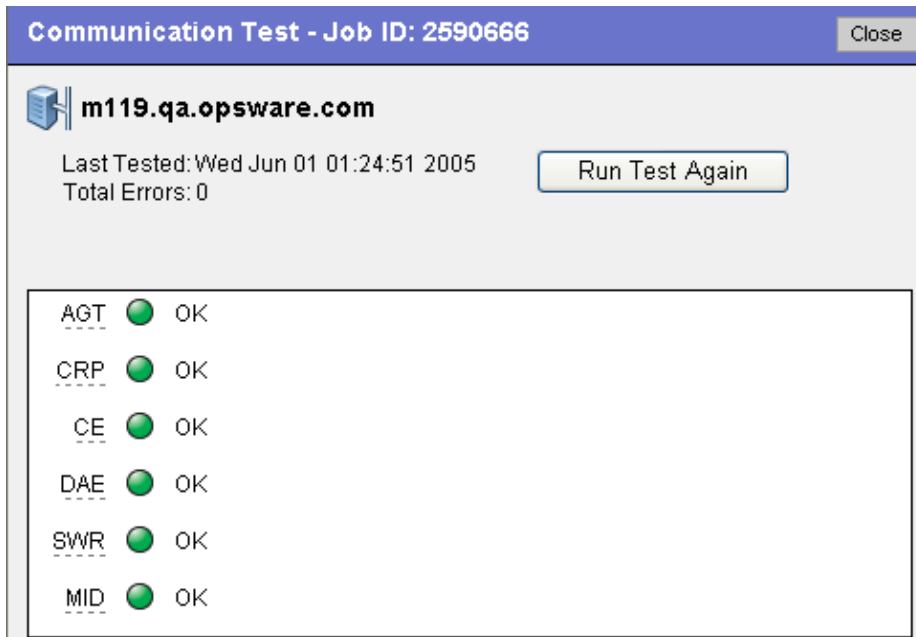 Communication Test - Job ID: 2590666
Close
m119.qa.opsware.com
Last Tested: Wed Jun 01 01:24:51 2005
Run Test Again
Total Errors: 0
AGT OK
CRP OK
CE OK
DAE OK
SWR OK
MID OK